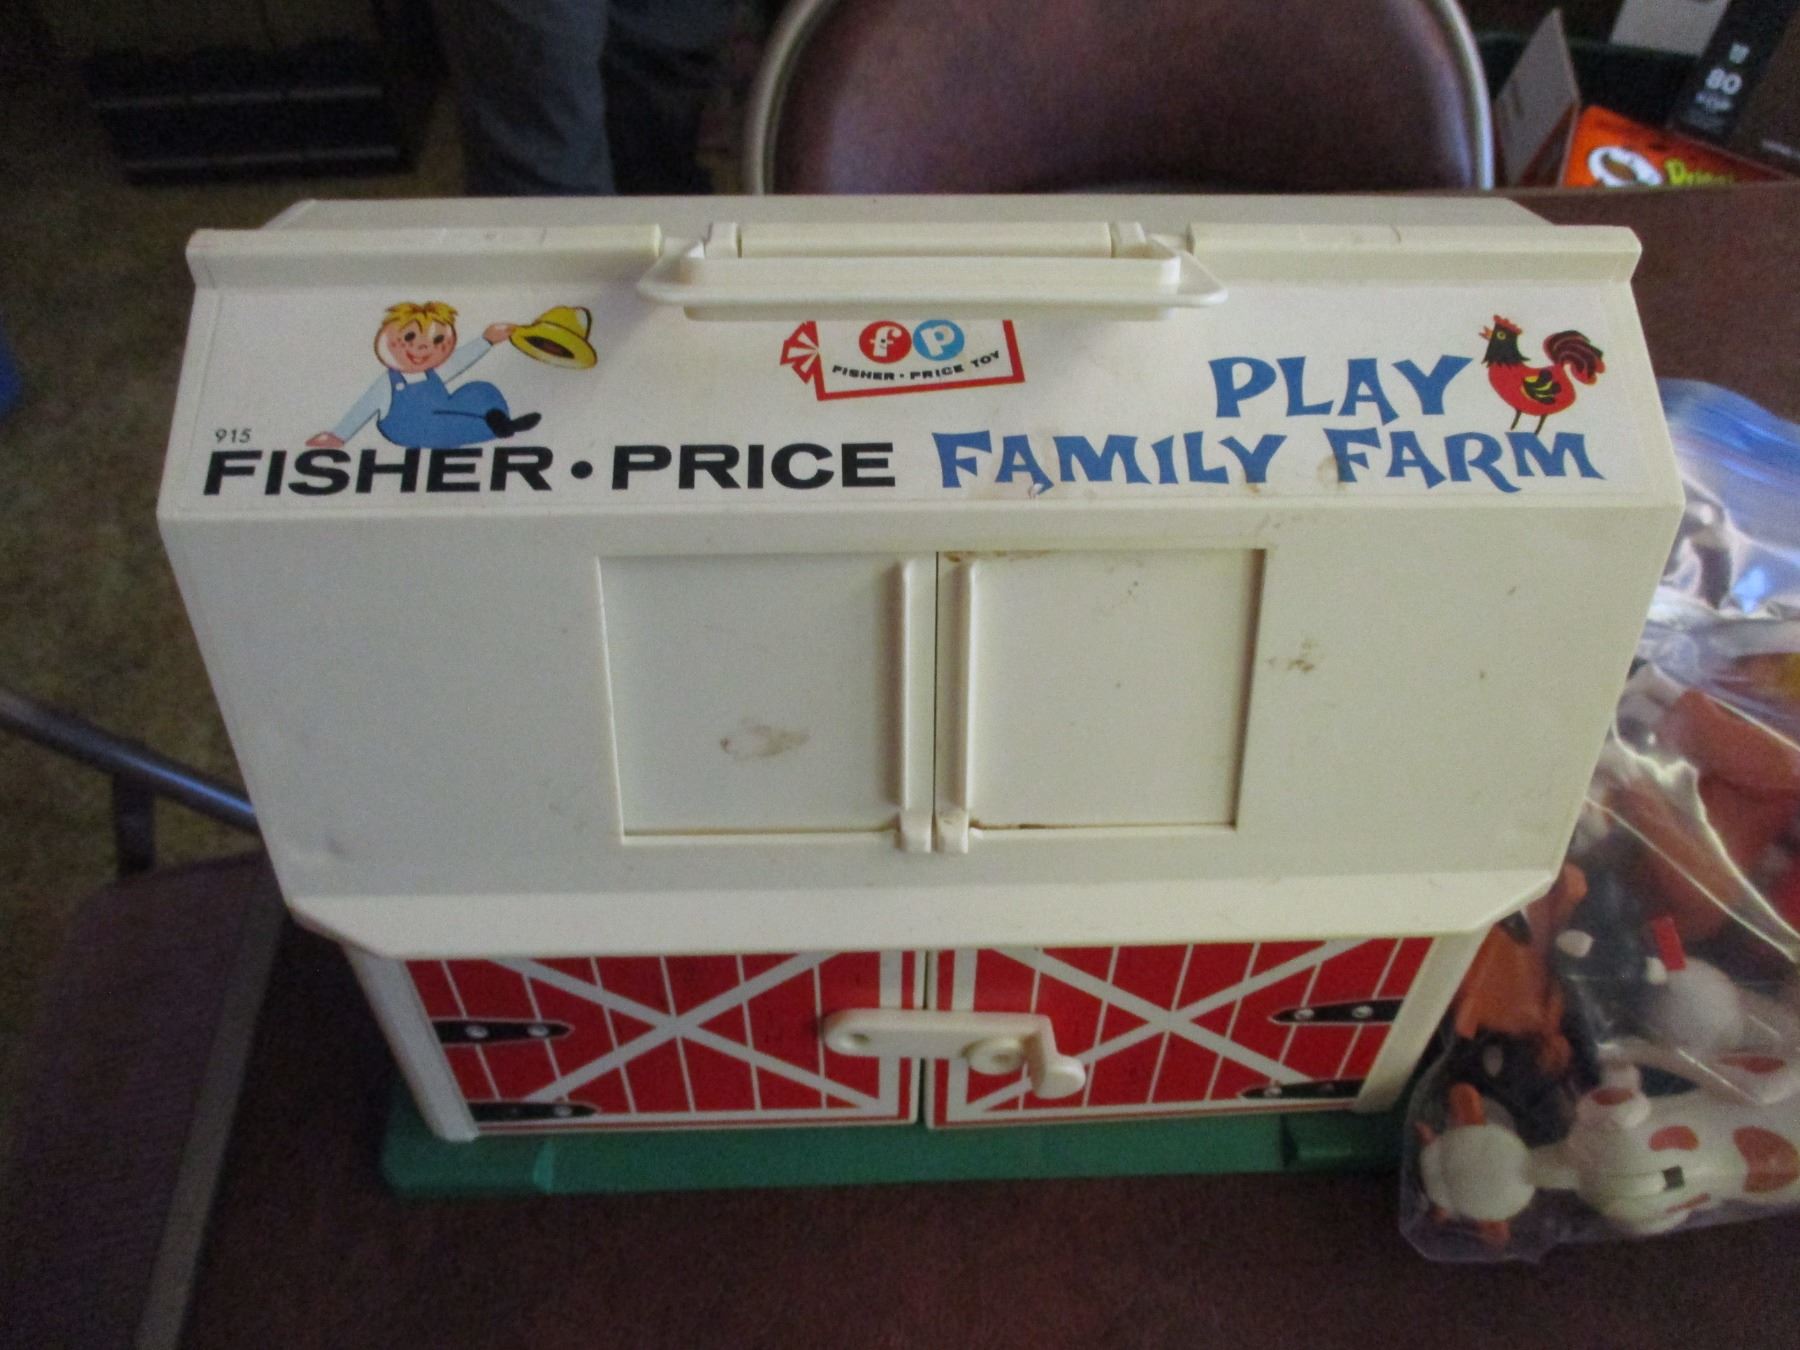 80
fp
FISHER • PRICE TOY
PLAY
915
FISHER • PRICE FAMILY FARM